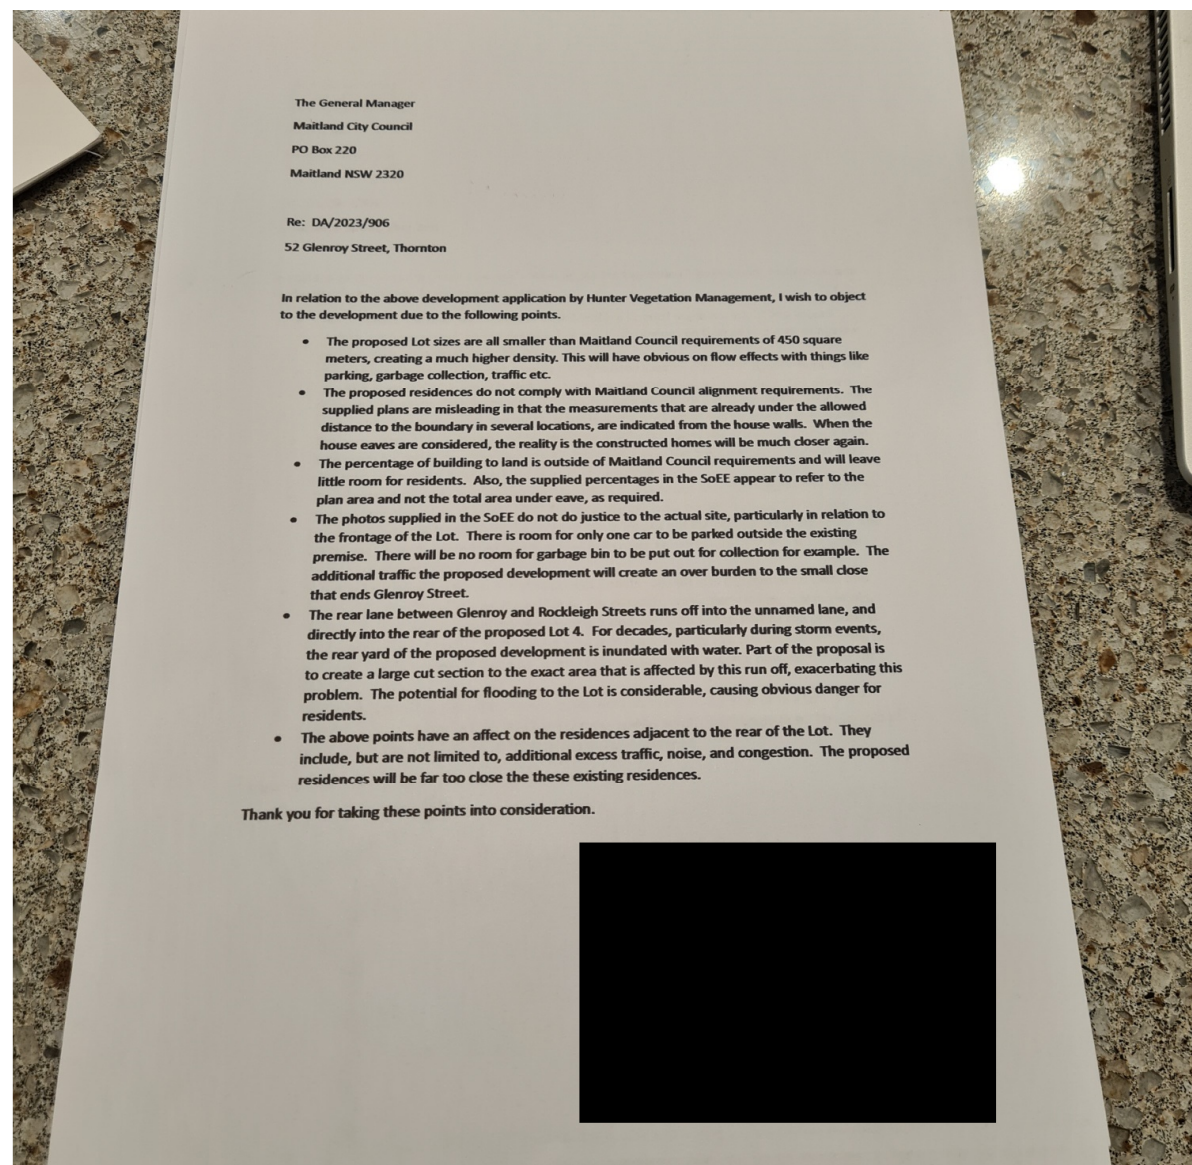 The General Manager
Maitland City Council
PO Box 220
Maitland NSW 2320
Re: DA/2023/906
52 Glenroy Street, Thornton
In relation to the above development application by Hunter Vegetation Management, I wish to object
to the development due to the following points.
• The proposed Lot sizes are all smaller than Maitland Council requirements of 450 square
meters, creating a much higher density. This will have obvious on flow effects with things like
parking, garbage collection, traffic etc.
• The proposed residences do not comply with Maitland Council alignment requirements. The
supplied plans are misleading in that the measurements that are already under the allowed
distance to the boundary in several locations, are indicated from the house walls. When the
house eaves are considered, the reality is the constructed homes will be much closer again.
• The percentage of building to land is outside of Maitland Council requirements and will leave
little room for residents. Also, the supplied percentages in the SoEE appear to refer to the
plan area and not the total area under eave, as required.
• The photos supplied in the SoEE do not do justice to the actual site, particularly in relation to
the frontage of the Lot. There is room for only one car to be parked outside the existing
premise. There will be no room for garbage bin to be put out for collection for example. The
additional traffic the proposed development will create an over burden to the small close
that ends Glenroy Street.
• The rear lane between Glenroy and Rockleigh Streets runs off into the unnamed lane, and
directly into the rear of the proposed Lot 4. For decades, particularly during storm events,
the rear yard of the proposed development is inundated with water. Part of the proposal is
to create a large cut section to the exact area that is affected by this run off, exacerbating this
problem. The potential for flooding to the Lot is considerable, causing obvious danger for
residents.
• The above points have an affect on the residences adjacent to the rear of the Lot. They
include, but are not limited to, additional excess traffic, noise, and congestion. The proposed
residences will be far too close the these existing residences.
Thank you for taking these points into consideration.